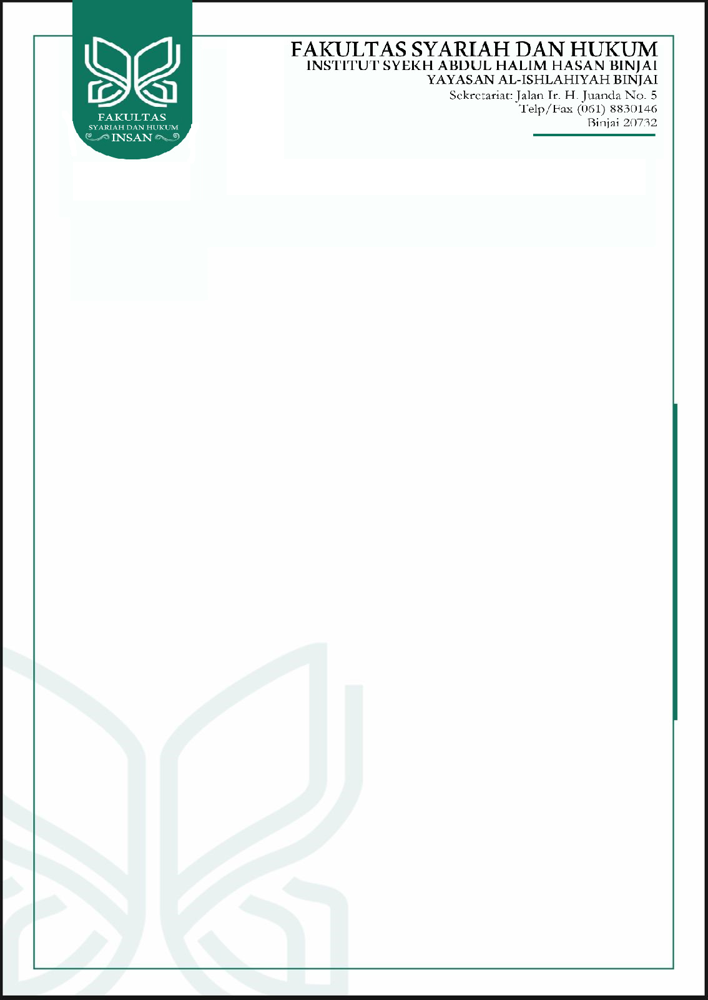 FAKULTAS
SYARIAH DAN HUKUM
INSAN
FAKULTAS SYARIAH DAN HUKUM
INSTITUT SYEKH ABDUL HALIM HASAN BINJAI
YAYASAN AL-ISHLAHIYAH BINJAI
Sekretariat: Jalan Ir. H. Juanda No. 5
Telp/Fax (061) 8830146
Binjai 20732